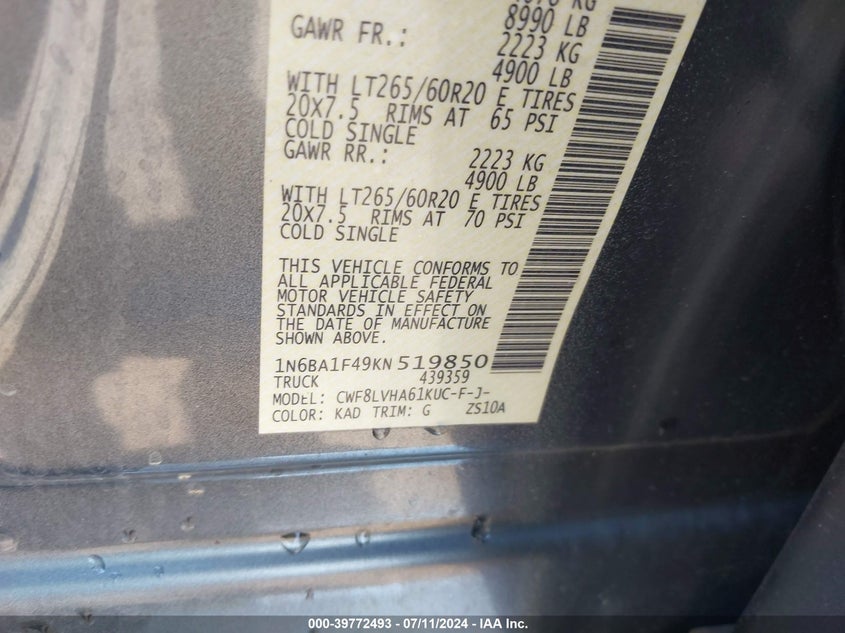 8990 LB
GAWR FR.: 2223 KG
4900 LB
WITH LT265/60R20 E TIRES
20X7.5 RIMS AT 65 PSI
COLD SINGLE
GAWR RR.: 2223 KG
4900 LB
WITH LT265/60R20 E TIRES
20X7.5 RIMS AT 70 PSI
COLD SINGLE
THIS VEHICLE CONFORMS TO
ALL APPLICABLE FEDERAL
MOTOR VEHICLE SAFETY
STANDARDS IN EFFECT ON
THE DATE OF MANUFACTURE
SHOWN ABOVE.
1N6BA1F49KN519850
TRUCK 439359
MODEL: CWF8LVHA61KUC-F-J-
COLOR: KAD TRIM: G ZS10A
000-39772493 - 07/11/2024 - IAA Inc.